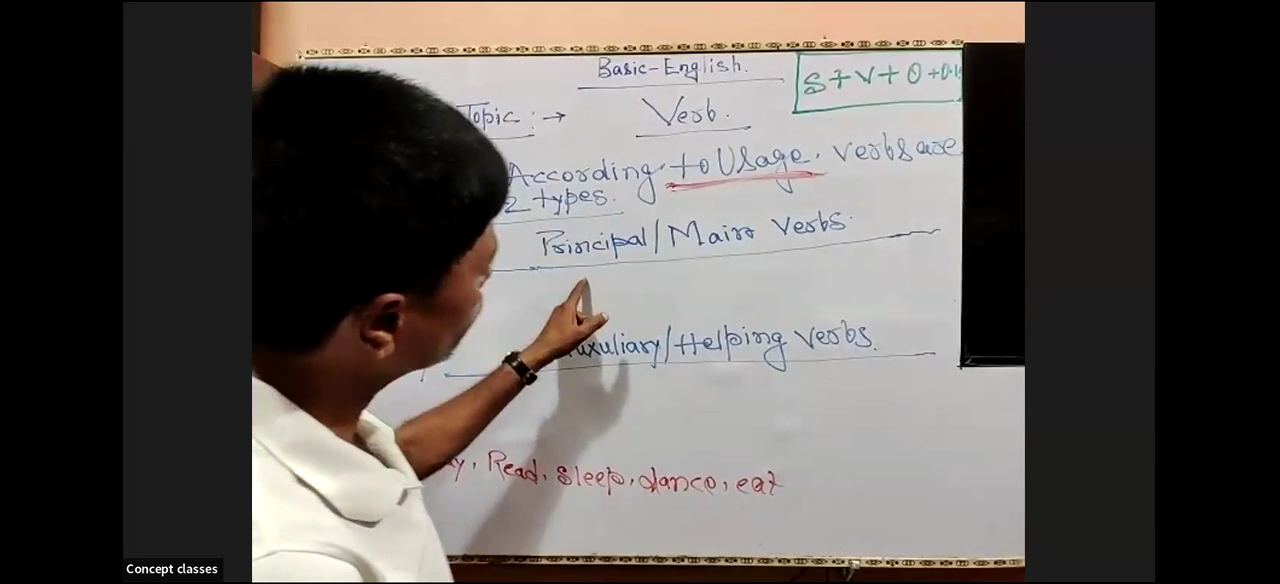 Basic-English.
S+V+O+O.W
Topic :→ Verb.
According to Usage. Verbs are
2 types.
Principal/Main Verbs.
/Helping Verbs.
Read, Sleep, dance, eat
Concept classes